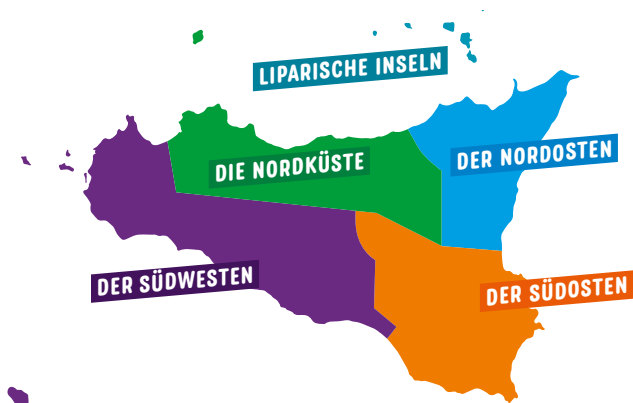 LIPARISCHE INSELN
DIE NORDKÜSTE
DER NORDOSTEN
DER SÜDWESTEN
DER SÜDOSTEN